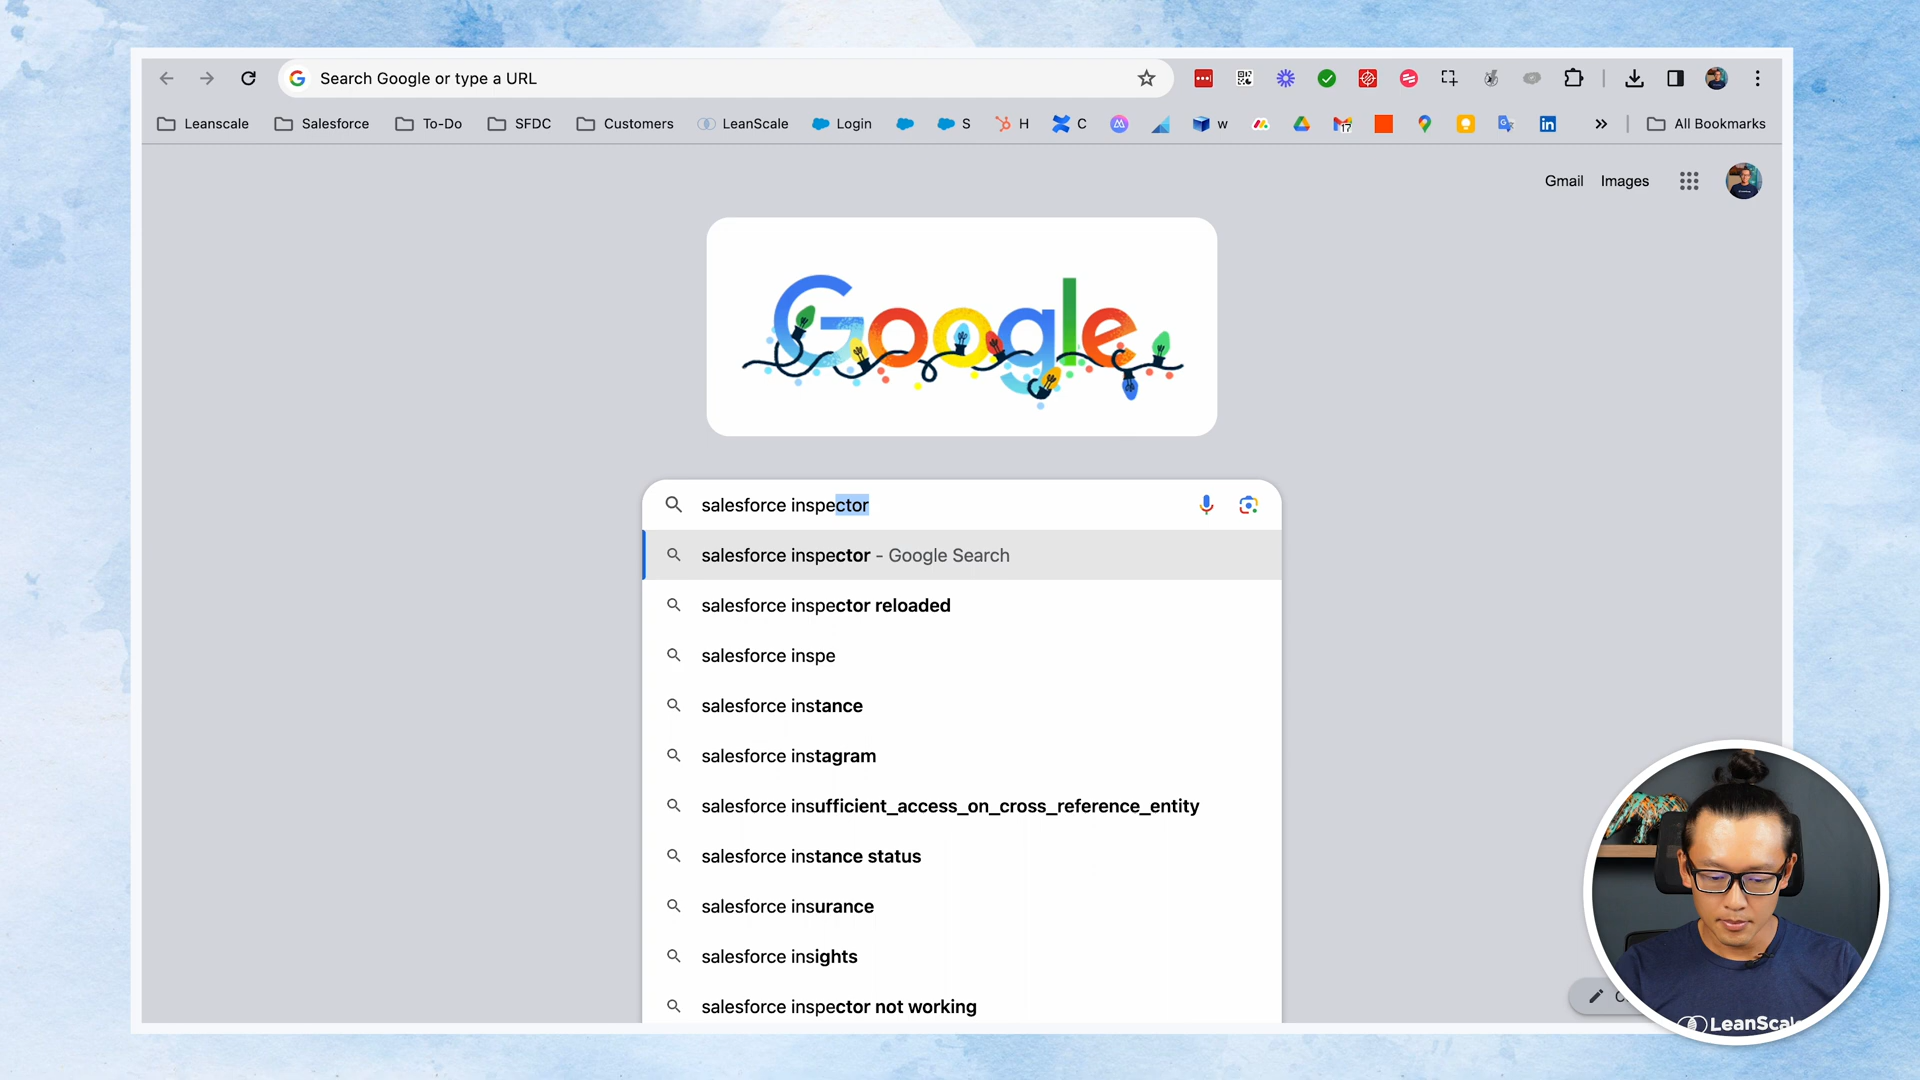 Search Google or type a URL
Leanscale Salesforce To-Do SFDC Customers LeanScale Login S H C w All Bookmarks
Gmail Images
Google
salesforce inspector
salesforce inspector - Google Search
salesforce inspector reloaded
salesforce inspe
salesforce instance
salesforce instagram
salesforce insufficient_access_on_cross_reference_entity
salesforce instance status
salesforce insurance
salesforce insights
salesforce inspector not working